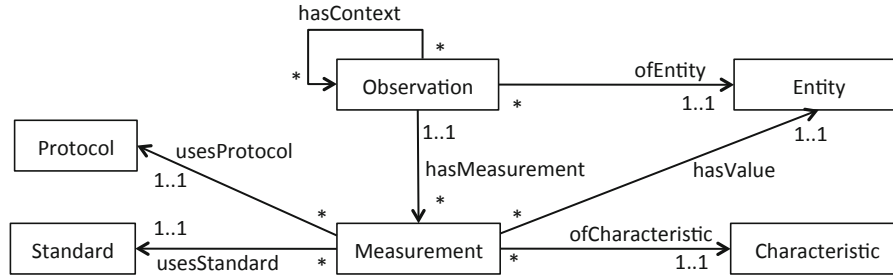 hasContext
*
*
Observation
ofEntity
Entity
*
1..1
1..1
1..1
Protocol
usesProtocol
hasMeasurement
hasValue
1..1
*
*
*
1..1
ofCharacteristic
Standard
Measurement
Characteristic
usesStandard
*
*
1..1